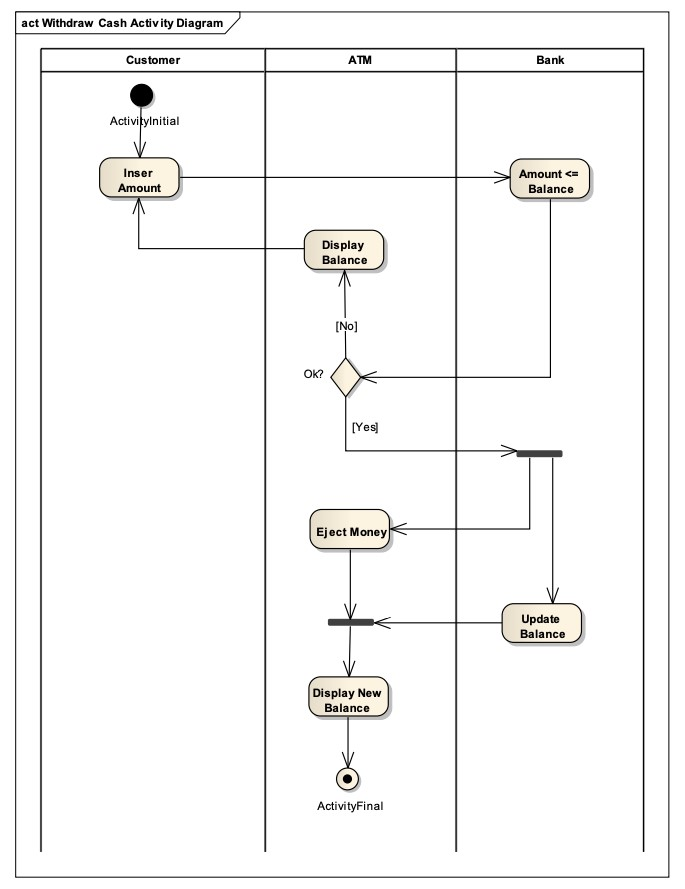 act Withdraw Cash Activity Diagram
Customer
ATM
Bank
ActivityInitial
Inser
Amount
Amount <=
Balance
Display
Balance
[No]
Ok?
[Yes]
Eject Money
Update
Balance
Display New
Balance
ActivityFinal